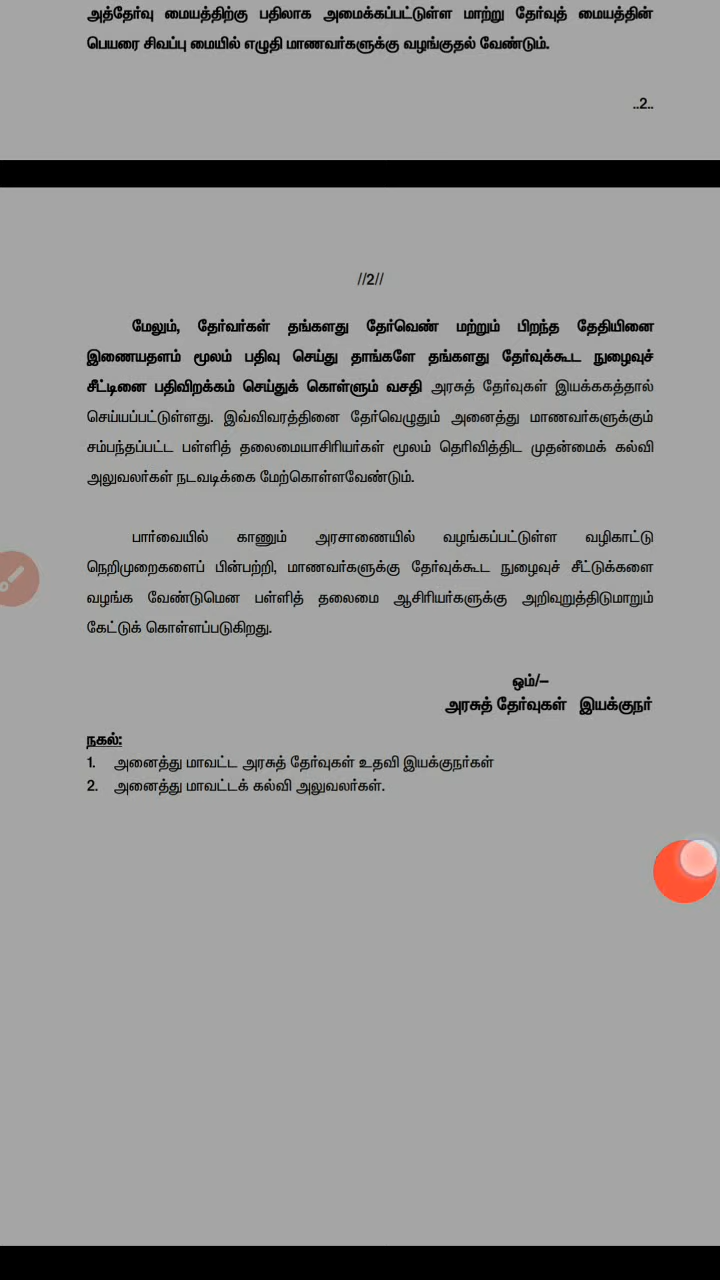 அத்தேர்வு மையத்திற்கு பதிலாக அமைக்கப்பட்டுள்ள மாற்று தேர்வுத் மையத்தின்
பெயரை சிவப்பு மையில் எழுதி மாணவர்களுக்கு வழங்குதல் வேண்டும்.
..2..
//2//
மேலும், தேர்வர்கள் தங்களது தேர்வெண் மற்றும் பிறந்த தேதியினை
இணையதளம் மூலம் பதிவு செய்து தாங்களே தங்களது தேர்வுக்கூட நுழைவுச்
சீட்டினை பதிவிறக்கம் செய்துக் கொள்ளும் வசதி அரசுத் தேர்வுகள் இயக்ககத்தால்
செய்யப்பட்டுள்ளது. இவ்விவரத்தினை தேர்வெழுதும் அனைத்து மாணவர்களுக்கும்
சம்பந்தப்பட்ட பள்ளித் தலைமையாசிரியர்கள் மூலம் தெரிவித்திட முதன்மைக் கல்வி
அலுவலர்கள் நடவடிக்கை மேற்கொள்ளவேண்டும்.
பார்வையில் காணும் அரசாணையில் வழங்கப்பட்டுள்ள வழிகாட்டு
நெறிமுறைகளைப் பின்பற்றி, மாணவர்களுக்கு தேர்வுக்கூட நுழைவுச் சீட்டுக்களை
வழங்க வேண்டுமென பள்ளித் தலைமை ஆசிரியர்களுக்கு அறிவுறுத்திடுமாறும்
கேட்டுக் கொள்ளப்படுகிறது.
ஒம்/–
அரசுத் தேர்வுகள் இயக்குநர்
நகல்:
1. அனைத்து மாவட்ட அரசுத் தேர்வுகள் உதவி இயக்குநர்கள்
2. அனைத்து மாவட்டக் கல்வி அலுவலர்கள்.